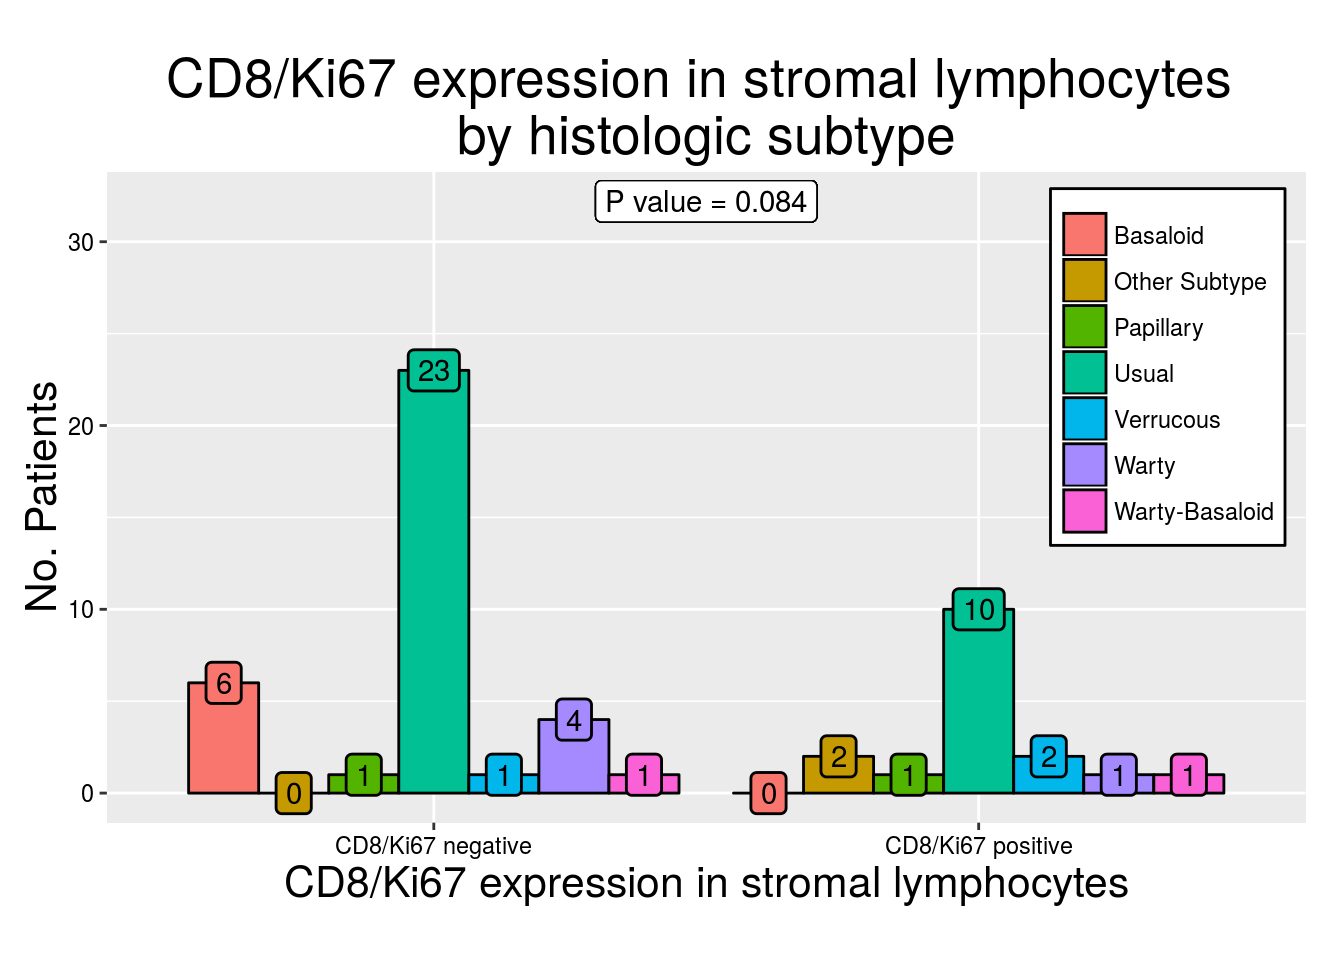 CD8/Ki67 expression in stromal lymphocytes
by histologic subtype
P value = 0.084
Basaloid
Other Subtype
Papillary
Usual
Verrucous
Warty
Warty-Basaloid
No. Patients
30
20
10
0
6
0
1
23
1
4
1
0
2
1
10
2
1
1
CD8/Ki67 negative
CD8/Ki67 positive
CD8/Ki67 expression in stromal lymphocytes